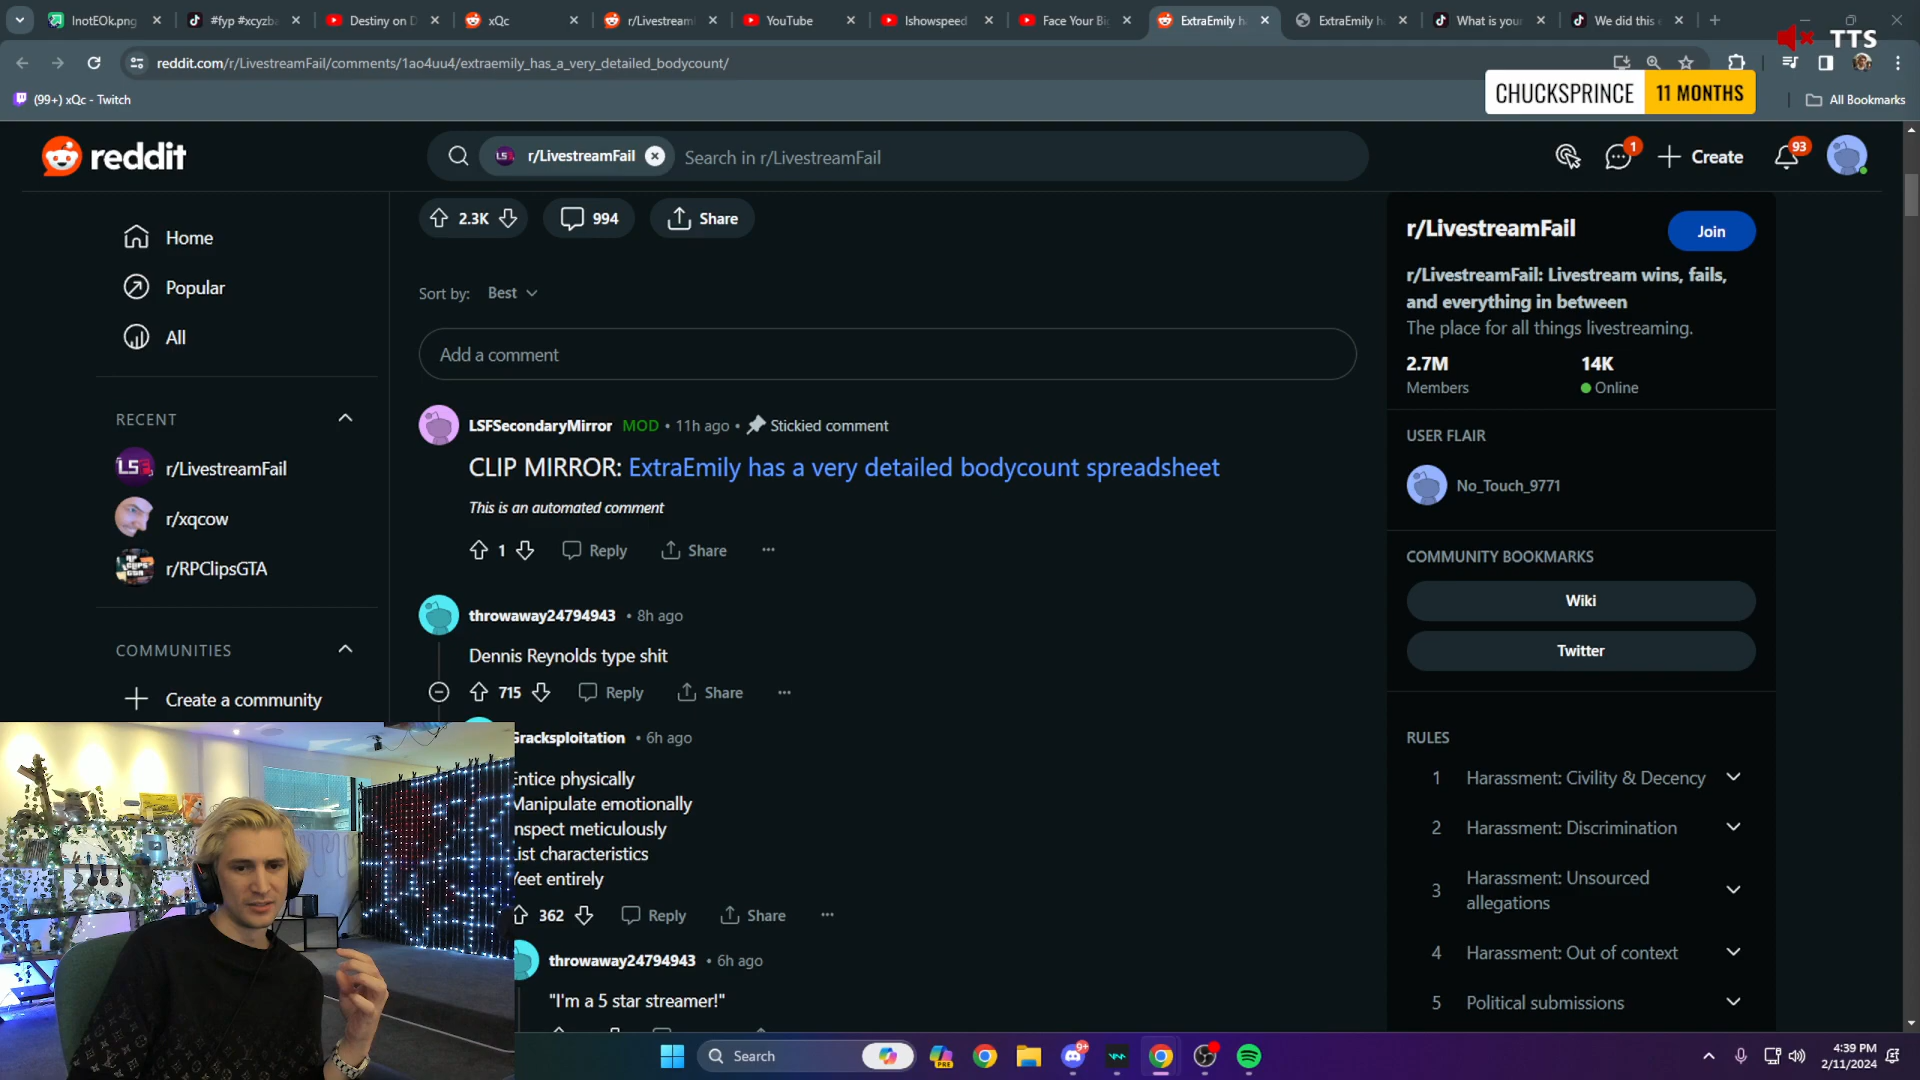 InotEOk.png
#fyp #xcyzb
Destiny on D
xQc
r/Livestream
YouTube
Ishowspeed
Face Your Bi
ExtraEmily h
ExtraEmily h
What is your
We did this
TTS
reddit.com/r/LivestreamFail/comments/1ao4uu4/extraemily_has_a_very_detailed_bodycount/
(99+) xQc - Twitch
CHUCKSPRINCE 11 MONTHS
All Bookmarks
reddit
r/LivestreamFail
Search in r/LivestreamFail
1
Create
93
2.3K
994
Share
Home
Popular
All
RECENT
r/LivestreamFail
r/xqcow
r/RPClipsGTA
COMMUNITIES
Create a community
Sort by: Best
Add a comment
LSFSecondaryMirror MOD • 11h ago • Stickied comment
CLIP MIRROR: ExtraEmily has a very detailed bodycount spreadsheet
This is an automated comment
1 Reply Share ...
throwaway24794943 • 8h ago
Dennis Reynolds type shit
715 Reply Share ...
Gracksploitation • 6h ago
Entice physically
Manipulate emotionally
Inspect meticulously
List characteristics
Yeet entirely
362 Reply Share ...
throwaway24794943 • 6h ago
"I'm a 5 star streamer!"
r/LivestreamFail
Join
r/LivestreamFail: Livestream wins, fails,
and everything in between
The place for all things livestreaming.
2.7M 14K
Members Online
USER FLAIR
No_Touch_9771
COMMUNITY BOOKMARKS
Wiki
Twitter
RULES
1 Harassment: Civility & Decency
2 Harassment: Discrimination
3 Harassment: Unsourced
allegations
4 Harassment: Out of context
5 Political submissions
Search
PRE
9+
4:39 PM
2/11/2024